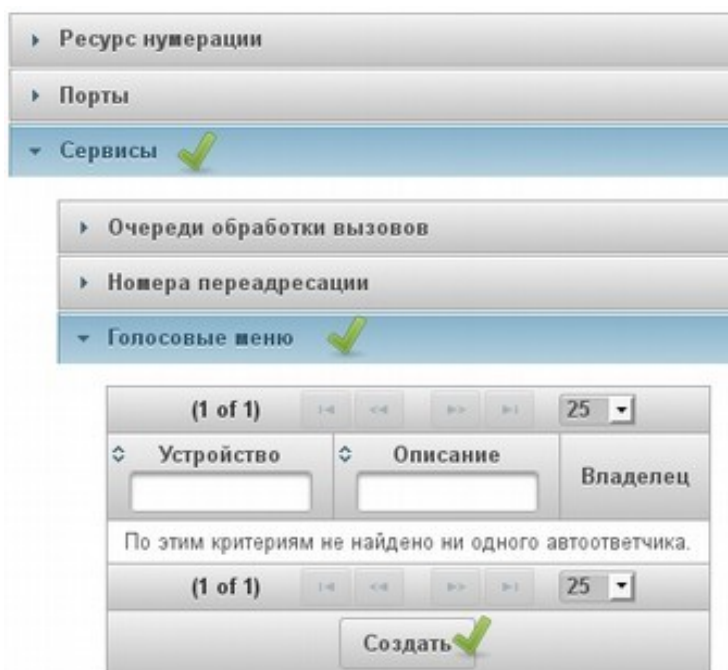 Ресурс нумерации
Порты
Сервисы
Очереди обработки вызовов
Номера переадресации
Голосовые меню
(1 of 1) 25
Устройство Описание Владелец
По этим критериям не найдено ни одного автоответчика.
(1 of 1) 25
Создать